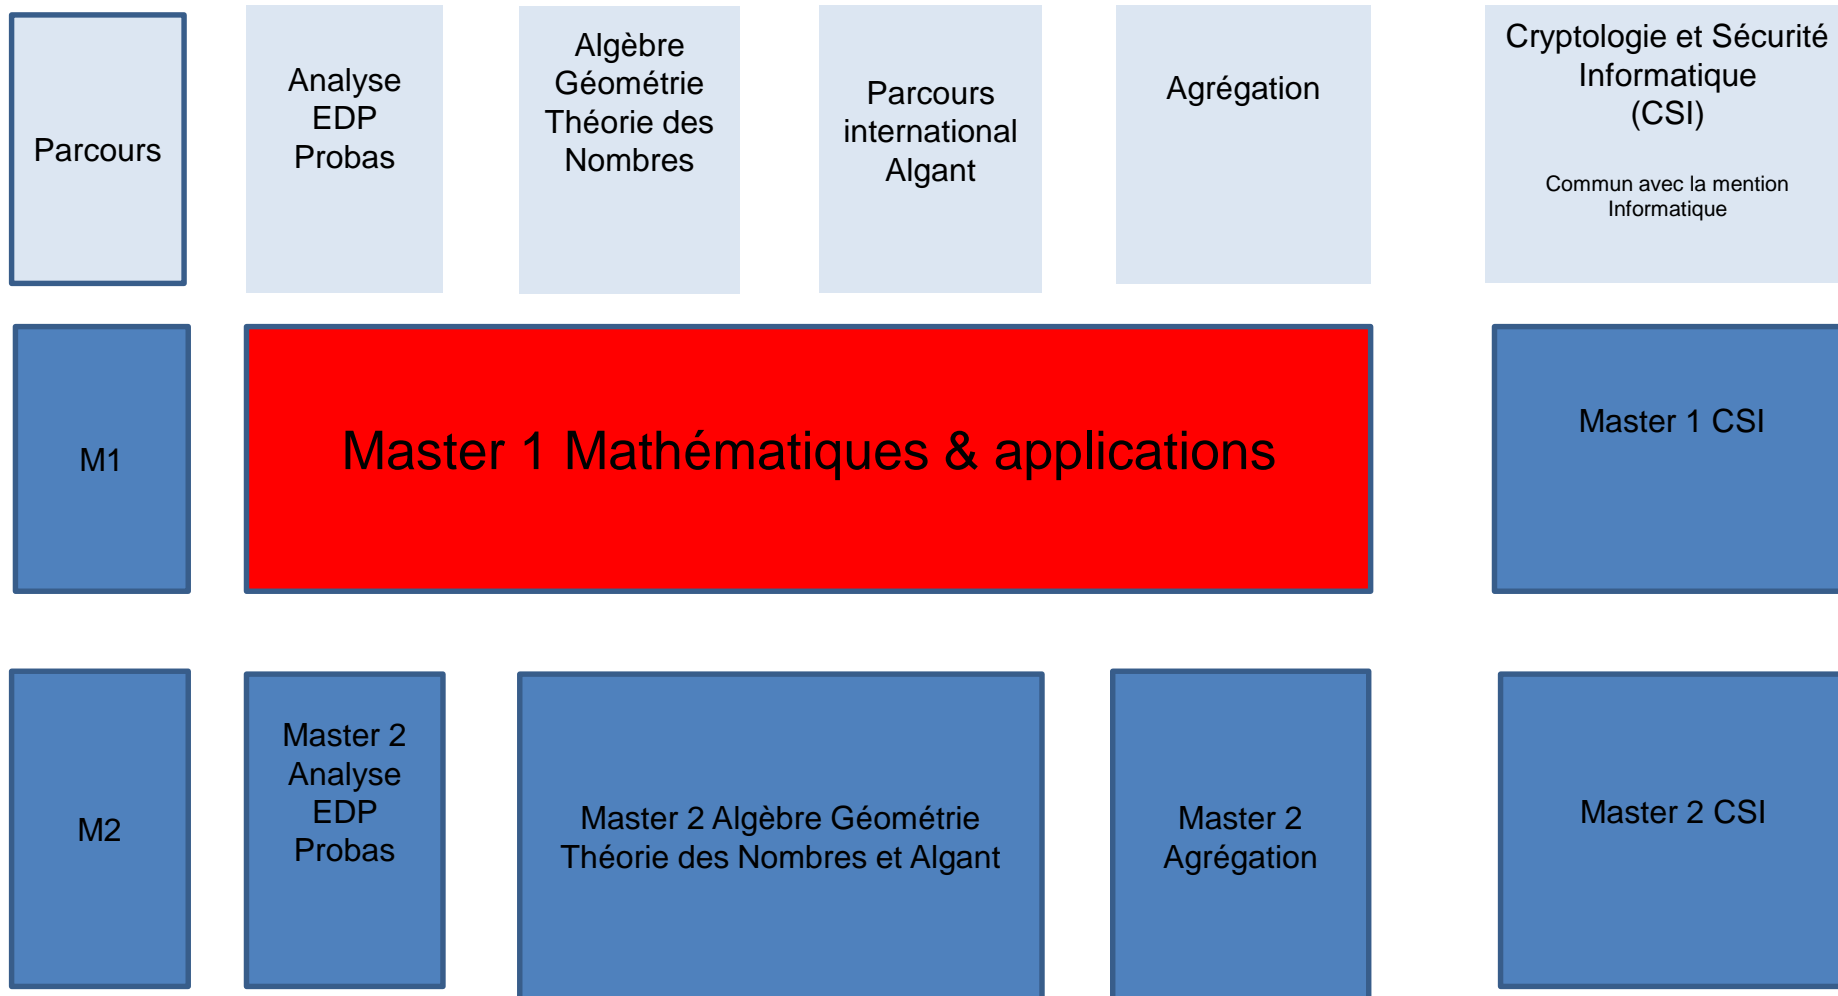 Parcours
Analyse
EDP
Probas
Algèbre
Géométrie
Théorie des
Nombres
Parcours
international
Algant
Agrégation
Cryptologie et Sécurité
Informatique
(CSI)
Commun avec la mention
Informatique
M1
Master 1 Mathématiques & applications
Master 1 CSI
M2
Master 2
Analyse
EDP
Probas
Master 2 Algèbre Géométrie
Théorie des Nombres et Algant
Master 2
Agrégation
Master 2 CSI